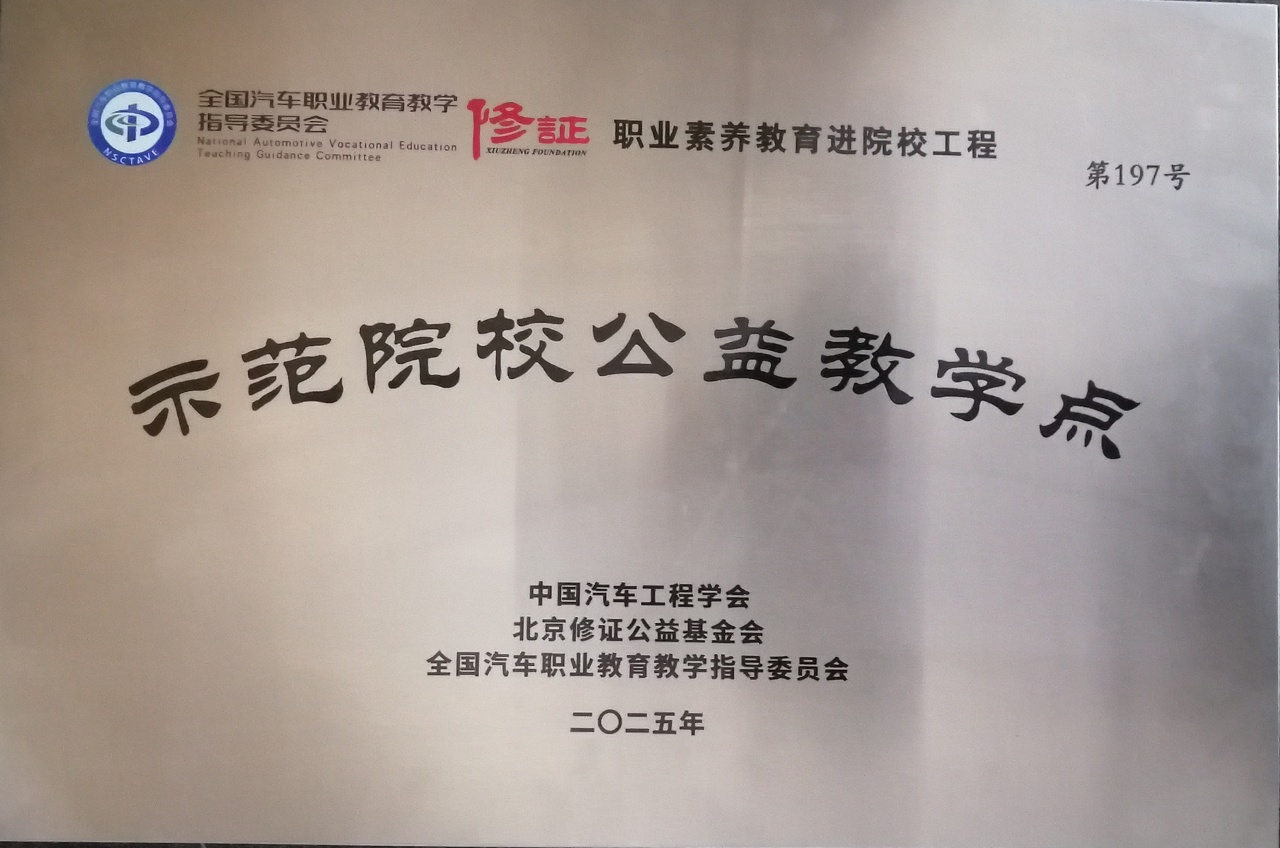 全国汽车职业教育教学
指导委员会
National Automotive Vocational Education
Teaching Guidance Committee
NSCTAVE
修証
XIUZHENG FOUNDATION
职业素养教育进院校工程
第197号
示范院校公益教学点
中国汽车工程学会
北京修证公益基金会
全国汽车职业教育教学指导委员会
二〇二五年